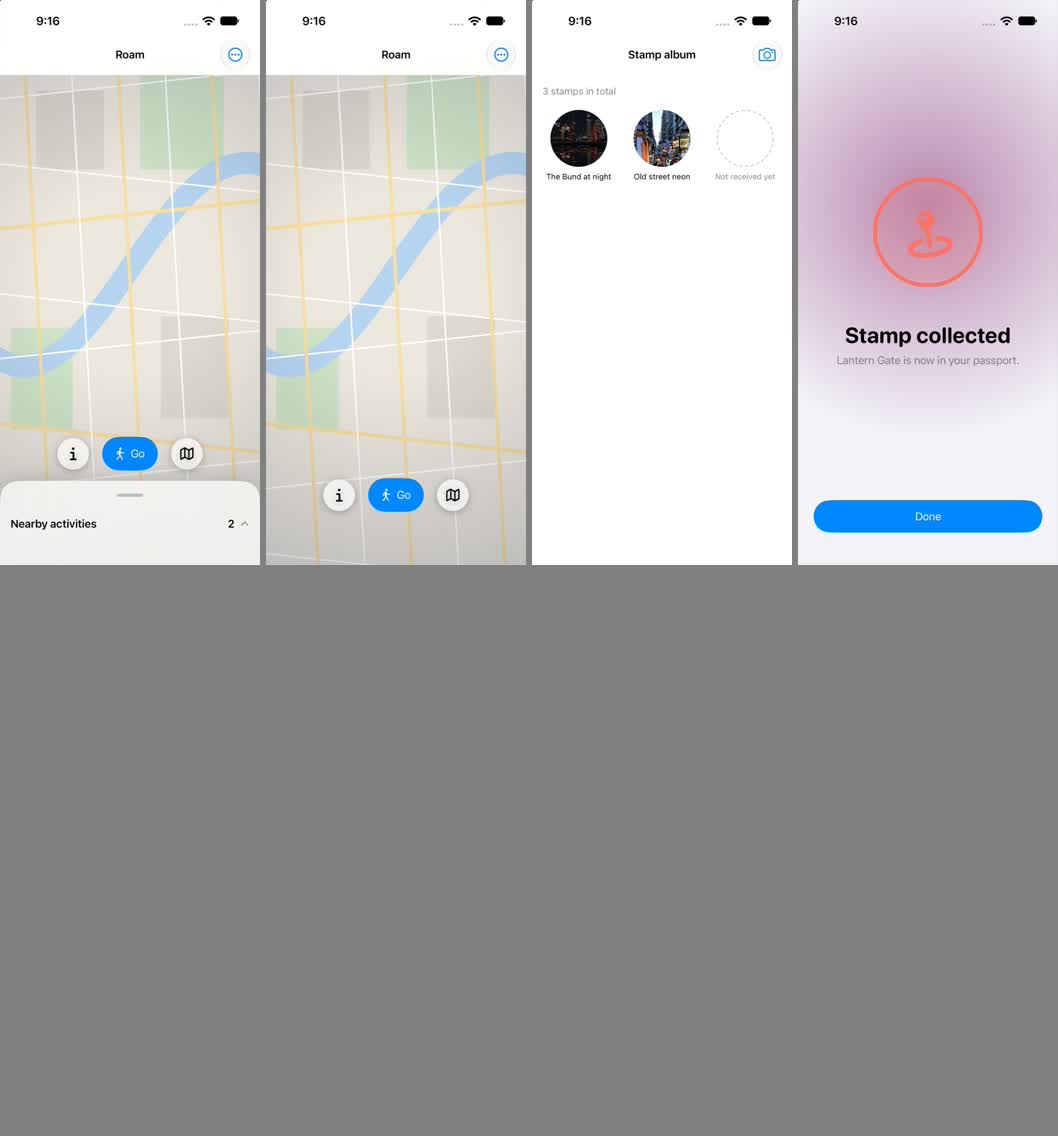 9:16
Roam
Go
Nearby activities
2
9:16
Roam
Go
9:16
Stamp album
3 stamps in total
The Bund at night
Old street neon
Not received yet
9:16
Stamp collected
Lantern Gate is now in your passport.
Done